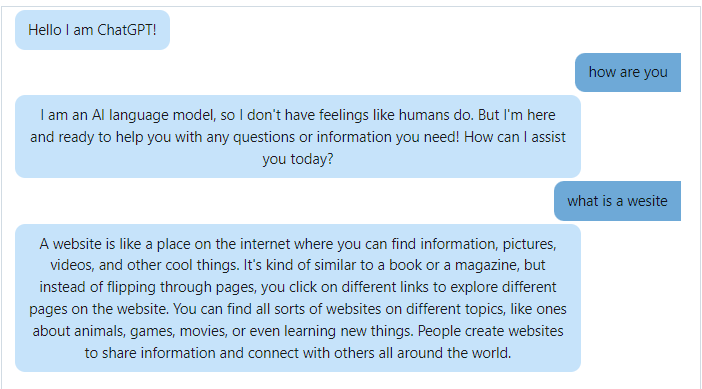 Hello I am ChatGPT!
how are you
I am an AI language model, so I don't have feelings like humans do. But I'm here
and ready to help you with any questions or information you need! How can I assist
you today?
what is a wesite
A website is like a place on the internet where you can find information, pictures,
videos, and other cool things. It's kind of similar to a book or a magazine, but
instead of flipping through pages, you click on different links to explore different
pages on the website. You can find all sorts of websites on different topics, like ones
about animals, games, movies, or even learning new things. People create websites
to share information and connect with others all around the world.